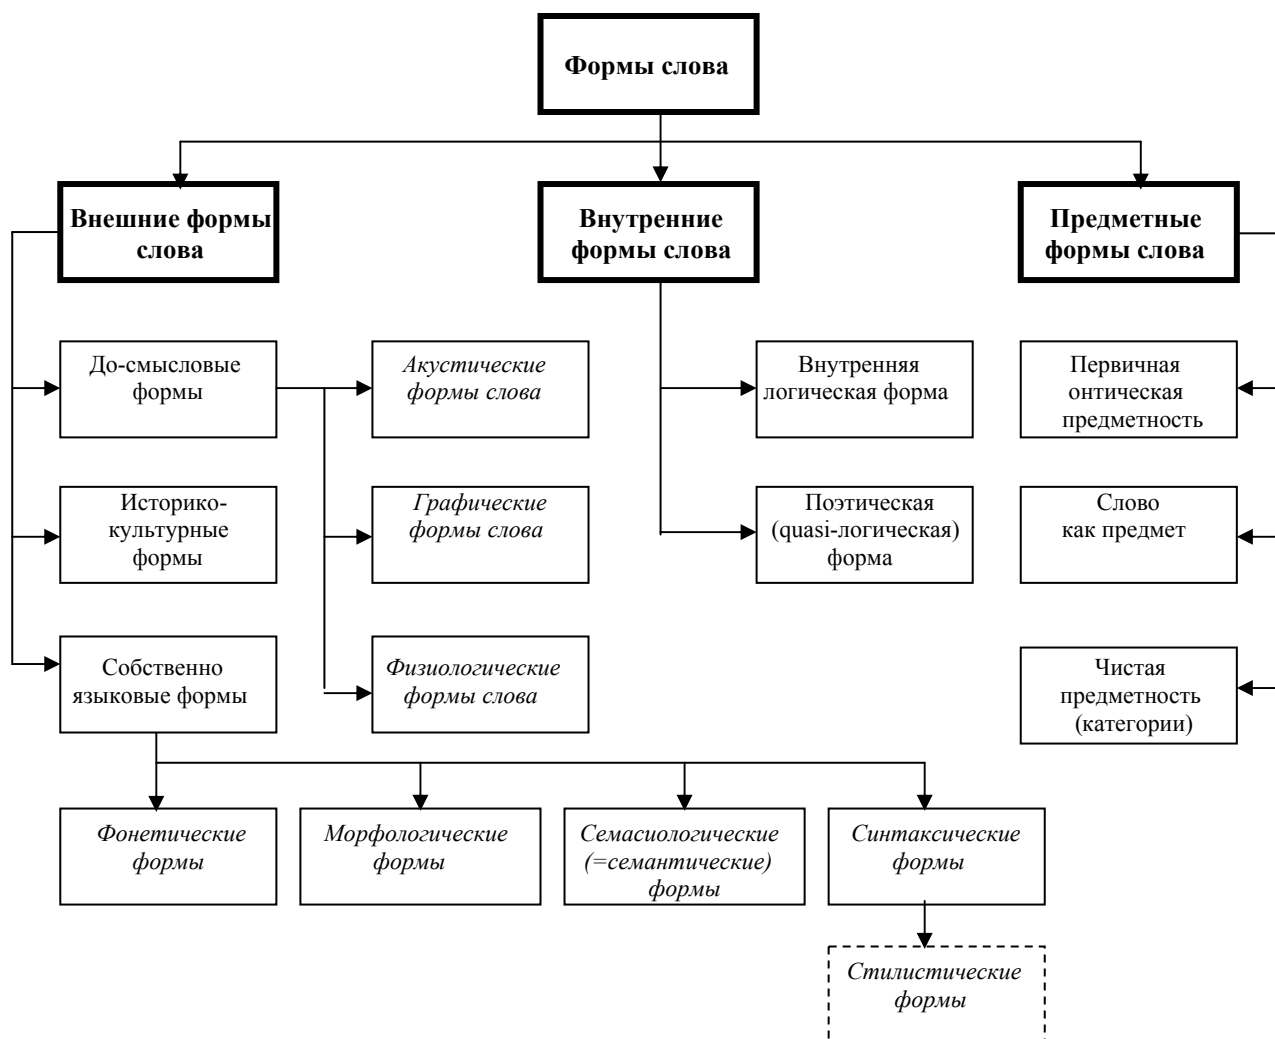 Формы слова
Внешние формы
слова
Внутренние
формы слова
Предметные
формы слова
До-смысловые
формы
Акустические
формы слова
Внутренняя
логическая форма
Первичная
онтическая
предметность
Историко-
культурные
формы
Графические
формы слова
Поэтическая
(quasi-логическая)
форма
Слово
как предмет
Собственно
языковые формы
Физиологические
формы слова
Чистая
предметность
(категории)
Фонетические
формы
Морфологические
формы
Семасиологические
(=семантические)
формы
Синтаксические
формы
Стилистические
формы